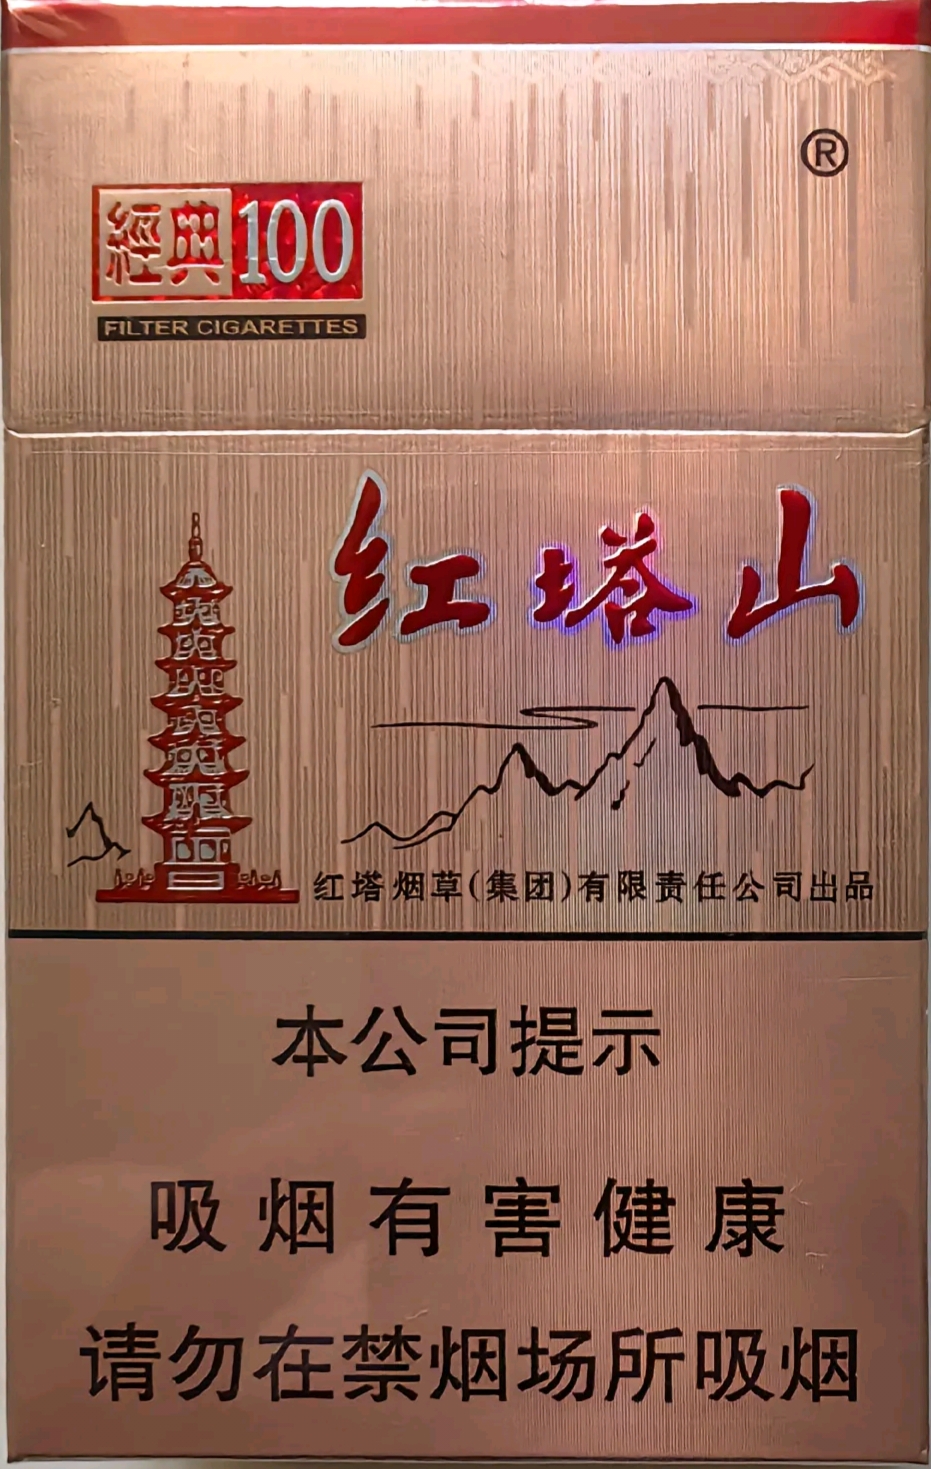 ®
經典100
FILTER CIGARETTES
红塔山
红塔烟草(集团)有限责任公司出品
本公司提示
吸烟有害健康
请勿在禁烟场所吸烟